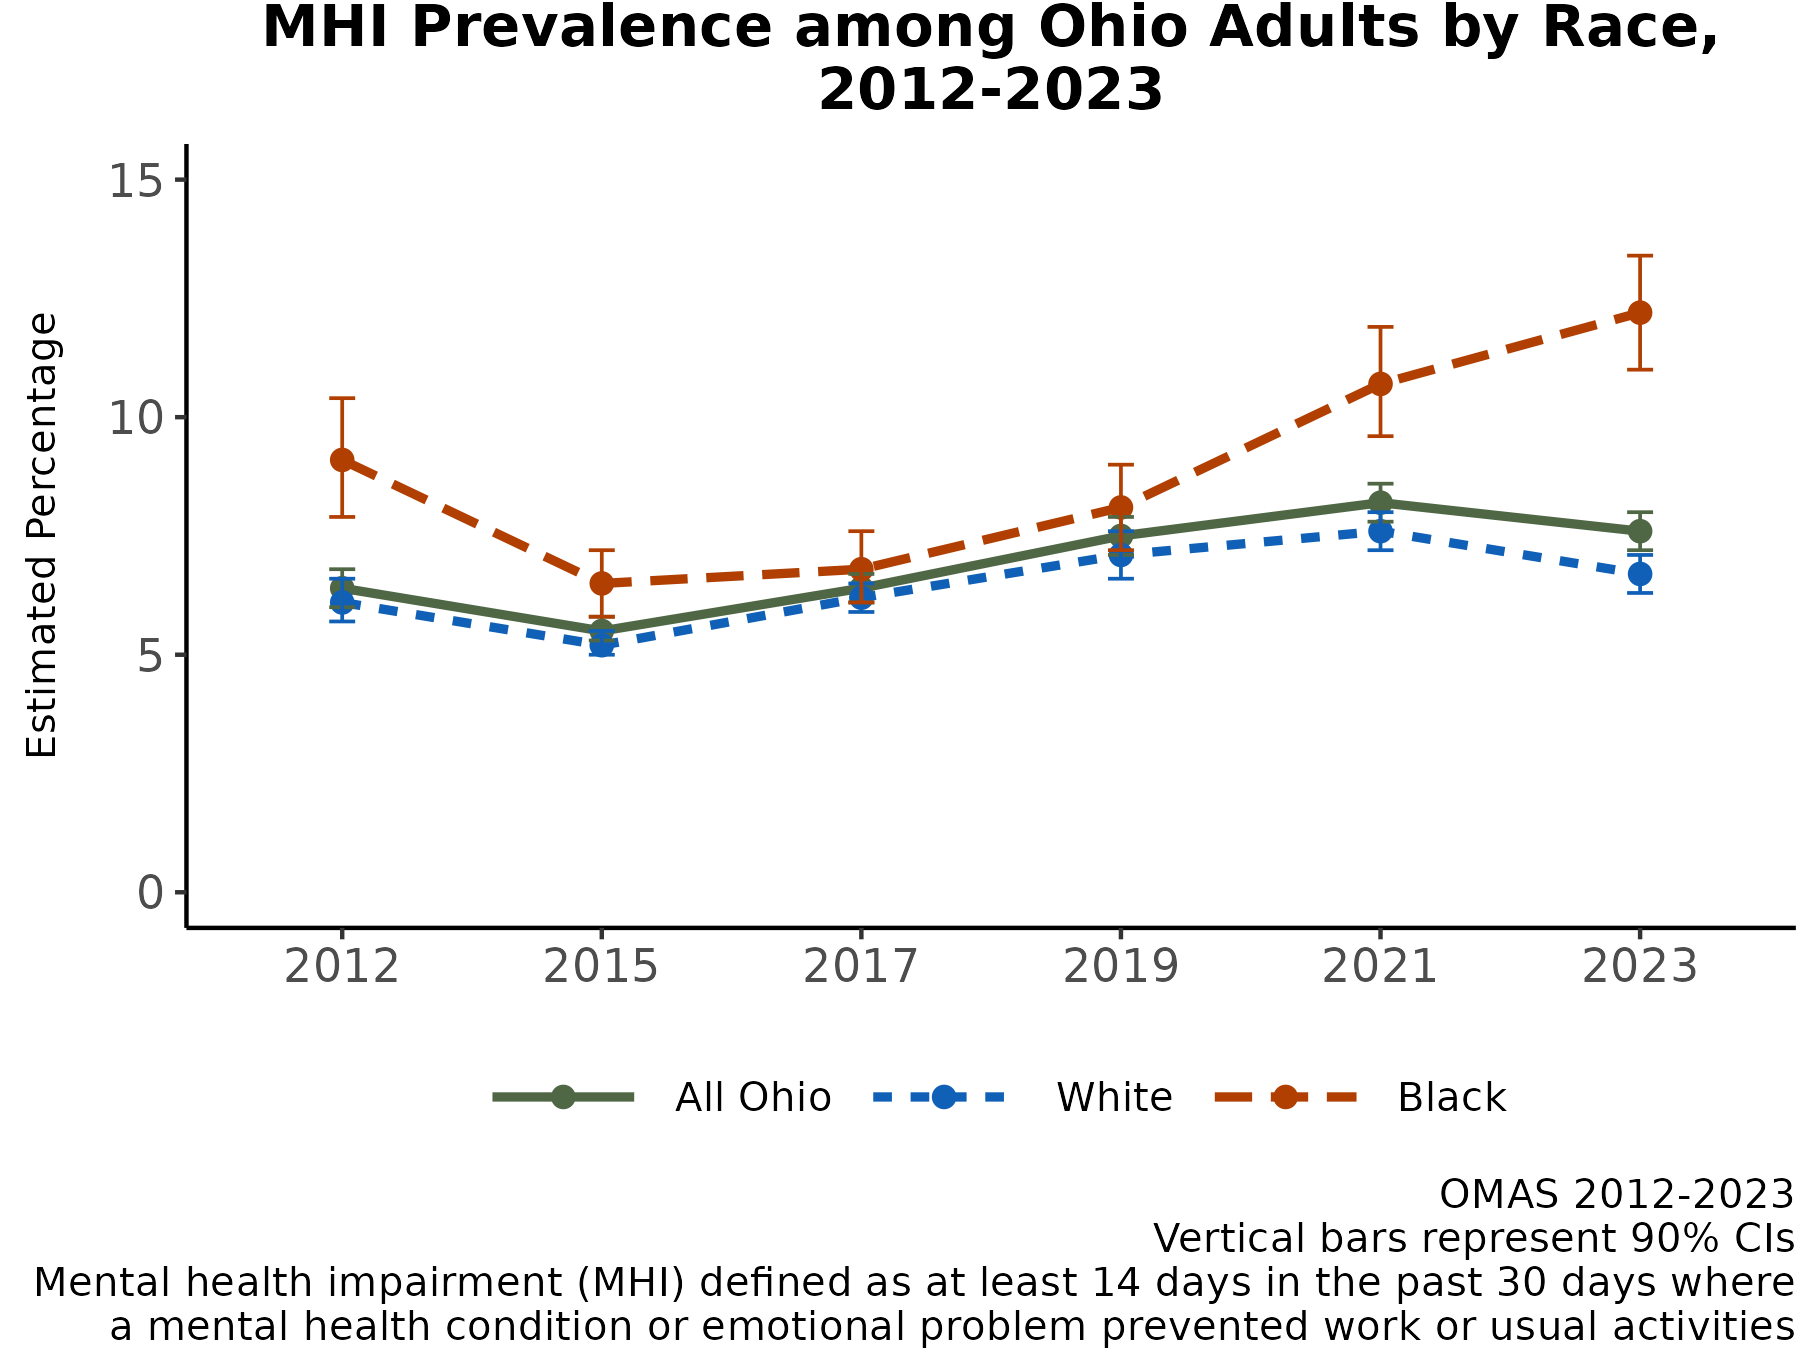 MHI Prevalence among Ohio Adults by Race,
2012-2023
Estimated Percentage
15
10
5
0
2012 2015 2017 2019 2021 2023
All Ohio White Black
OMAS 2012-2023
Vertical bars represent 90% CIs
Mental health impairment (MHI) defined as at least 14 days in the past 30 days where
a mental health condition or emotional problem prevented work or usual activities